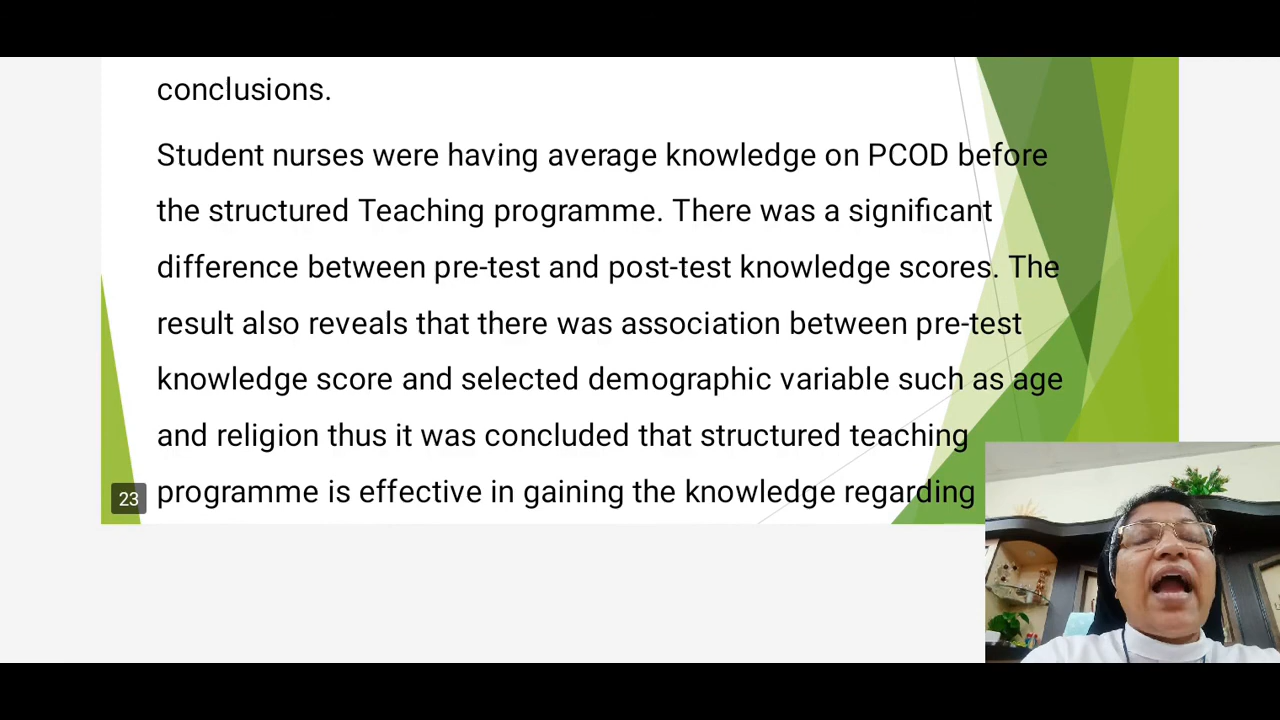 conclusions.
Student nurses were having average knowledge on PCOD before
the structured Teaching programme. There was a significant
difference between pre-test and post-test knowledge scores. The
result also reveals that there was association between pre-test
knowledge score and selected demographic variable such as age
and religion thus it was concluded that structured teaching
programme is effective in gaining the knowledge regarding
23